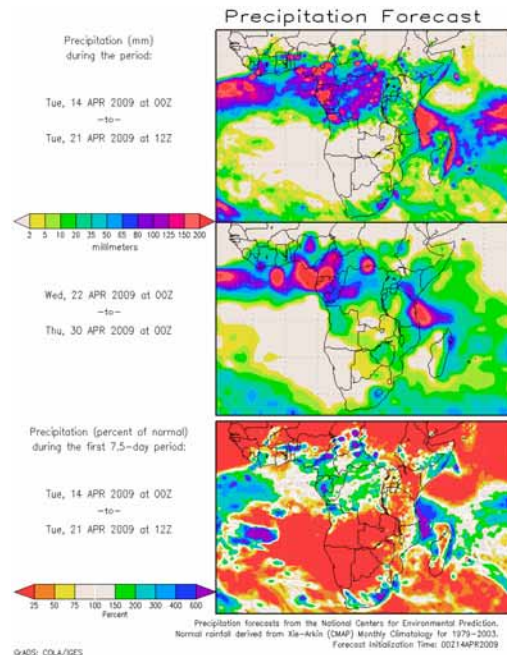 Precipitation Forecast
Precipitation (mm)
during the period:
Tue, 14 APR 2009 at 00Z
-to-
Tue, 21 APR 2009 at 12Z
2 5 10 20 35 50 65 80 100 125 150 200
millimeters
Wed, 22 APR 2009 at 00Z
-to-
Thu, 30 APR 2009 at 00Z
Precipitation (percent of normal)
during the first 7.5-day period:
Tue, 14 APR 2009 at 00Z
-to-
Tue, 21 APR 2009 at 12Z
25 50 75 100 150 200 300 400 600
Percent
Precipitation forecasts from the National Centers for Environmental Prediction.
Normal rainfall derived from Xie-Arkin (CMAP) Monthly Climatology for 1979-2003.
Forecast Initialization Time: 00Z14APR2009
GrADS: COLA/IGES